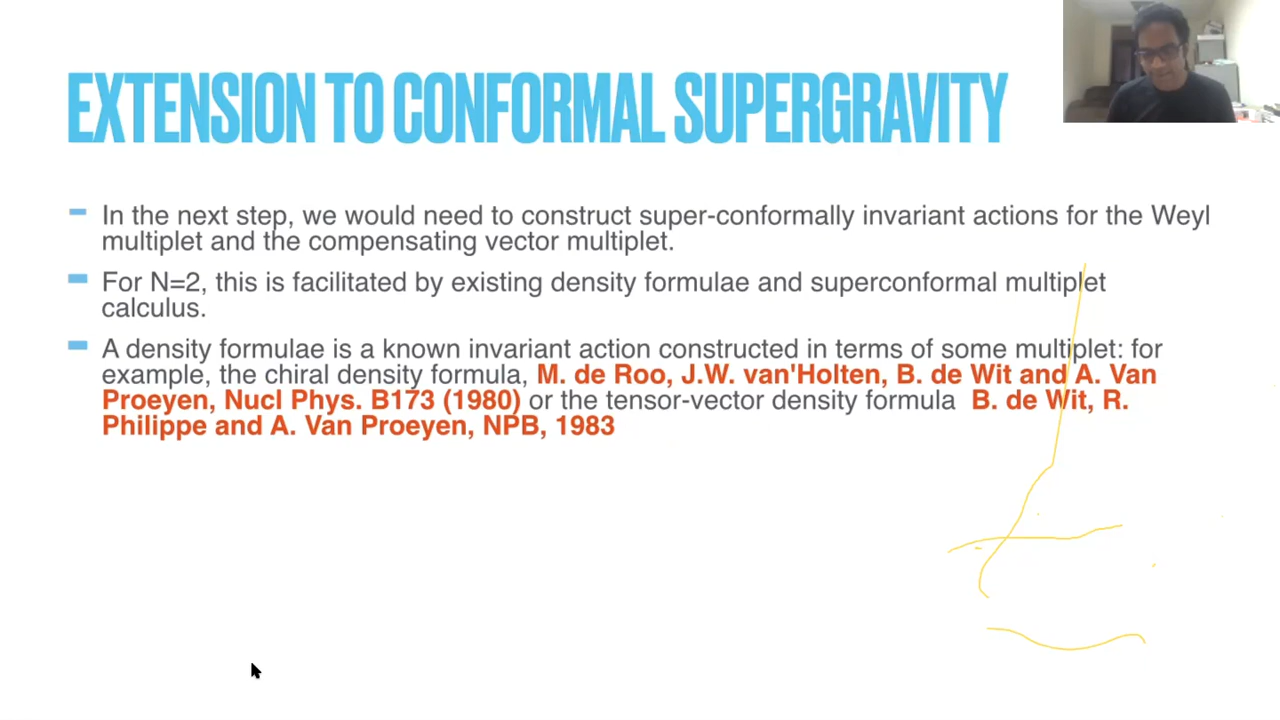 EXTENSION TO CONFORMAL SUPERGRAVITY
In the next step, we would need to construct super-conformally invariant actions for the Weyl
multiplet and the compensating vector multiplet.
For N=2, this is facilitated by existing density formulae and superconformal multiplet
calculus.
A density formulae is a known invariant action constructed in terms of some multiplet: for
example, the chiral density formula, M. de Roo, J.W. van'Holten, B. de Wit and A. Van
Proeyen, Nucl Phys. B173 (1980) or the tensor-vector density formula B. de Wit, R.
Philippe and A. Van Proeyen, NPB, 1983